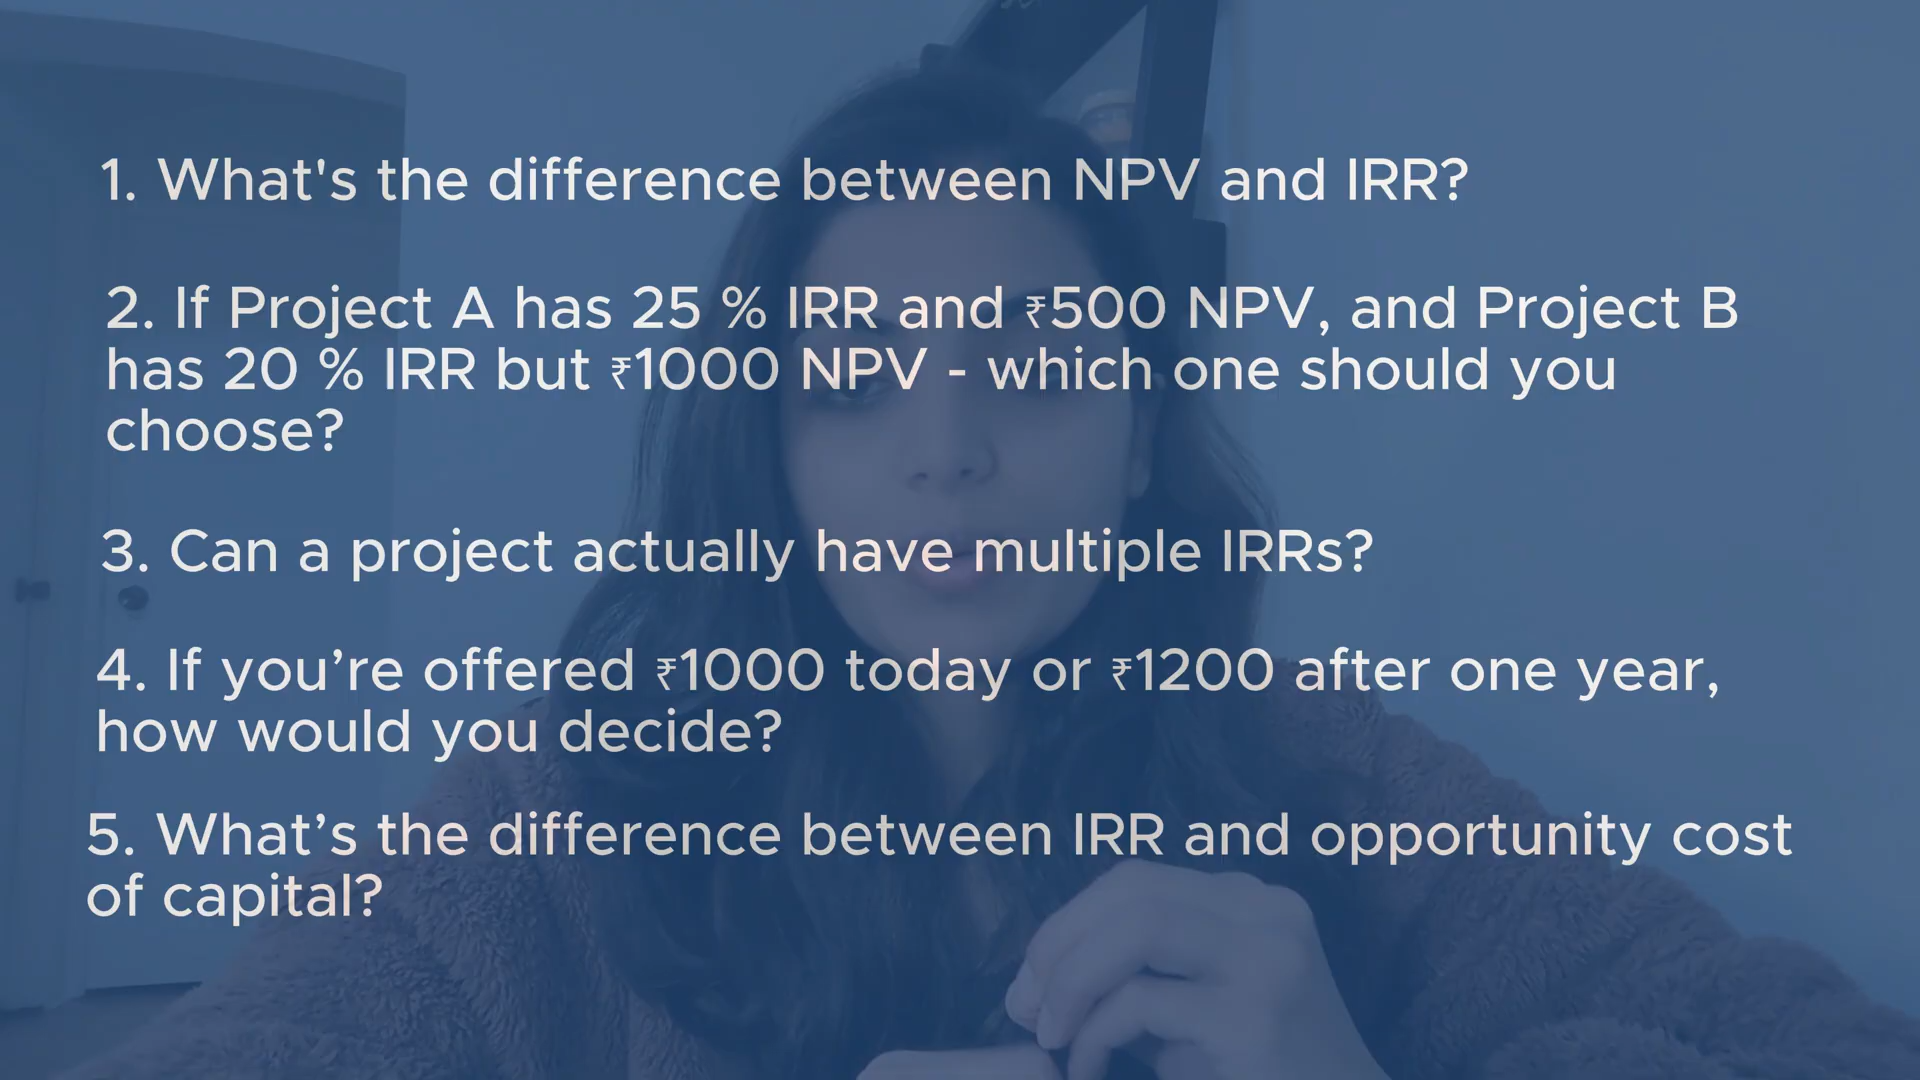 1. What's the difference between NPV and IRR?
2. If Project A has 25 % IRR and ₹500 NPV, and Project B
has 20 % IRR but ₹1000 NPV - which one should you
choose?
3. Can a project actually have multiple IRRs?
4. If you’re offered ₹1000 today or ₹1200 after one year,
how would you decide?
5. What’s the difference between IRR and opportunity cost
of capital?